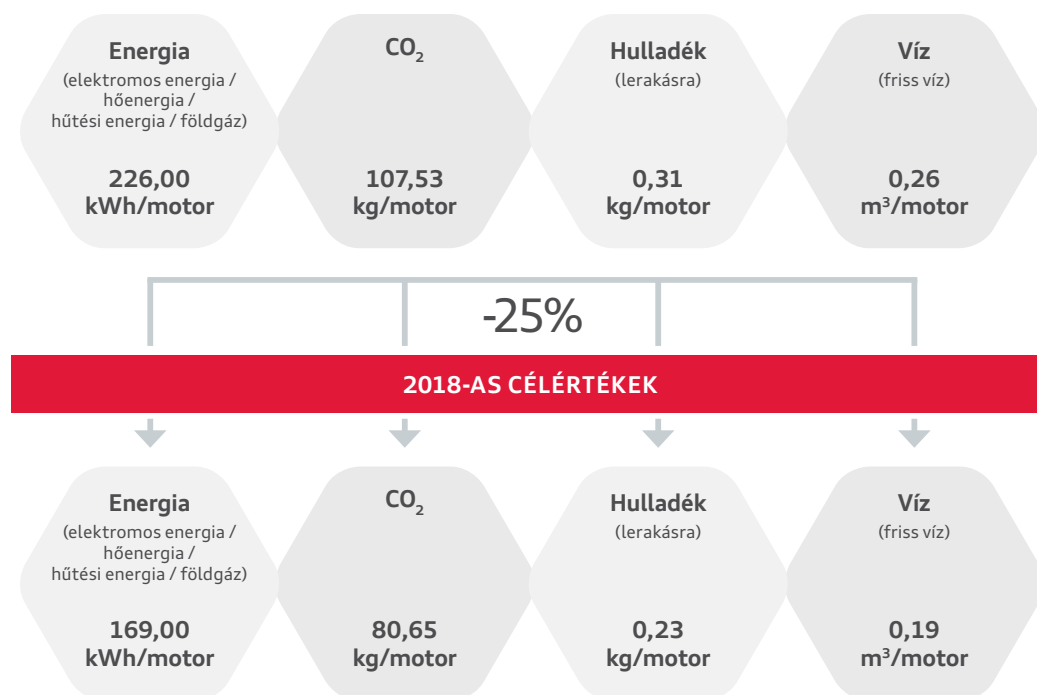 Energia
(elektromos energia /
hőenergia /
hűtési energia / földgáz)
226,00
kWh/motor
CO₂
107,53
kg/motor
Hulladék
(lerakásra)
0,31
kg/motor
Víz
(friss víz)
0,26
m³/motor
-25%
2018-AS CÉLÉRTÉKEK
Energia
(elektromos energia /
hőenergia /
hűtési energia / földgáz)
169,00
kWh/motor
CO₂
80,65
kg/motor
Hulladék
(lerakásra)
0,23
kg/motor
Víz
(friss víz)
0,19
m³/motor